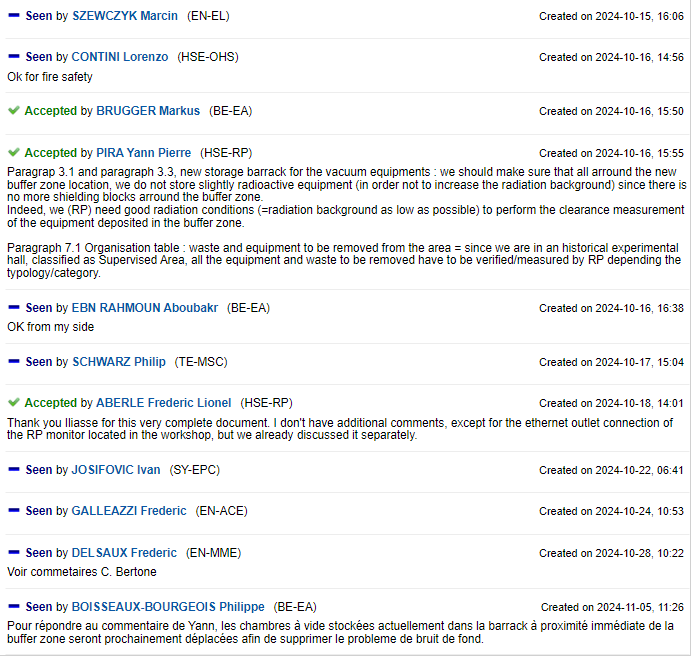 Seen by SZEWCZYK Marcin (EN-EL) Created on 2024-10-15, 16:06
Seen by CONTINI Lorenzo (HSE-OHS) Created on 2024-10-16, 14:56
Ok for fire safety
Accepted by BRUGGER Markus (BE-EA) Created on 2024-10-16, 15:50
Accepted by PIRA Yann Pierre (HSE-RP) Created on 2024-10-16, 15:55
Paragrap 3.1 and paragraph 3.3, new storage barrack for the vacuum equipments : we should make sure that all arround the new
buffer zone location, we do not store slightly radioactive equipment (in order not to increase the radiation background) since there is
no more shielding blocks arround the buffer zone.
Indeed, we (RP) need good radiation conditions (=radiation background as low as possible) to perform the clearance measurement
of the equipment deposited in the buffer zone.
Paragraph 7.1 Organisation table : waste and equipment to be removed from the area = since we are in an historical experimental
hall, classified as Supervised Area, all the equipment and waste to be removed have to be verified/measured by RP depending the
typology/category.
Seen by EBN RAHMOUN Aboubakr (BE-EA) Created on 2024-10-16, 16:38
OK from my side
Seen by SCHWARZ Philip (TE-MSC) Created on 2024-10-17, 15:04
Accepted by ABERLE Frederic Lionel (HSE-RP) Created on 2024-10-18, 14:01
Thank you Iliasse for this very complete document. I don't have additional comments, except for the ethernet outlet connection of
the RP monitor located in the workshop, but we already discussed it separately.
Seen by JOSIFOVIC Ivan (SY-EPC) Created on 2024-10-22, 06:41
Seen by GALLEAZZI Frederic (EN-ACE) Created on 2024-10-24, 10:53
Seen by DELSAUX Frederic (EN-MME) Created on 2024-10-28, 10:22
Voir commetaires C. Bertone
Seen by BOISSEAUX-BOURGEOIS Philippe (BE-EA) Created on 2024-11-05, 11:26
Pour répondre au commentaire de Yann, les chambres à vide stockées actuellement dans la barrack à proximité immédiate de la
buffer zone seront prochainement déplacées afin de supprimer le probleme de bruit de fond.